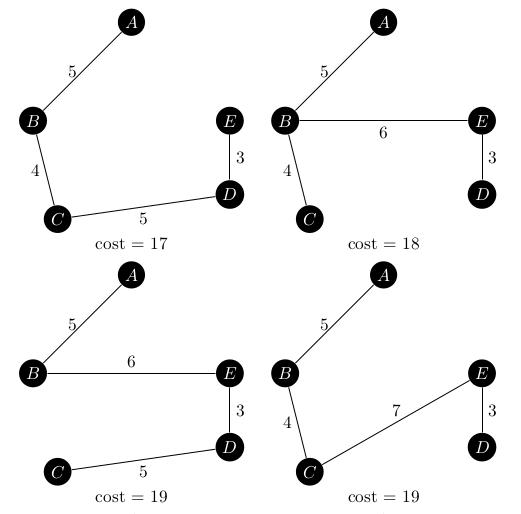 A A
5 5
B E B E
6
4 3 4 3
D D
C 5 C
cost = 17 cost = 18
A A
5 5
6
B E B E
7
3 4 3
D D
C 5 C
cost = 19 cost = 19